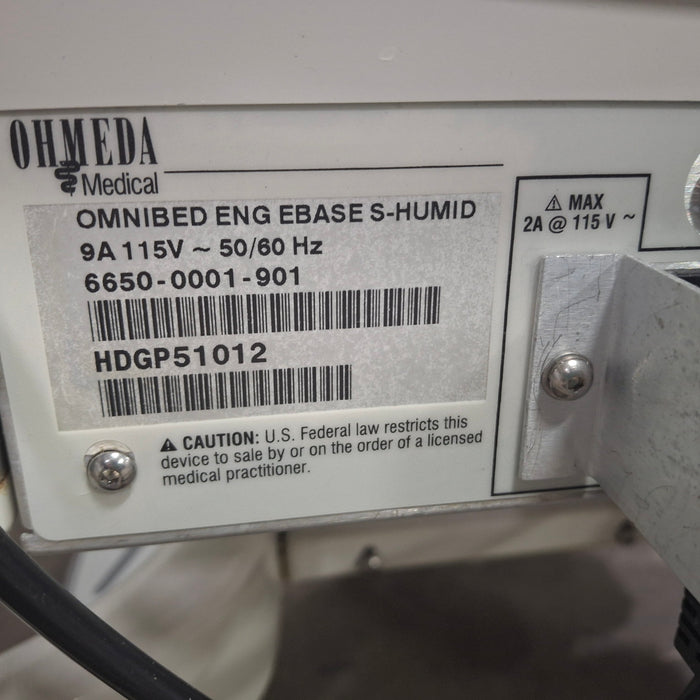 OHMEDA
Medical
OMNIBED ENG EBASE S-HUMID
9A 115V ~ 50/60 Hz
6650-0001-901
HDGP51012
⚠ CAUTION: U.S. Federal law restricts this
device to sale by or on the order of a licensed
medical practitioner.
⚠ MAX
2A @ 115 V ~